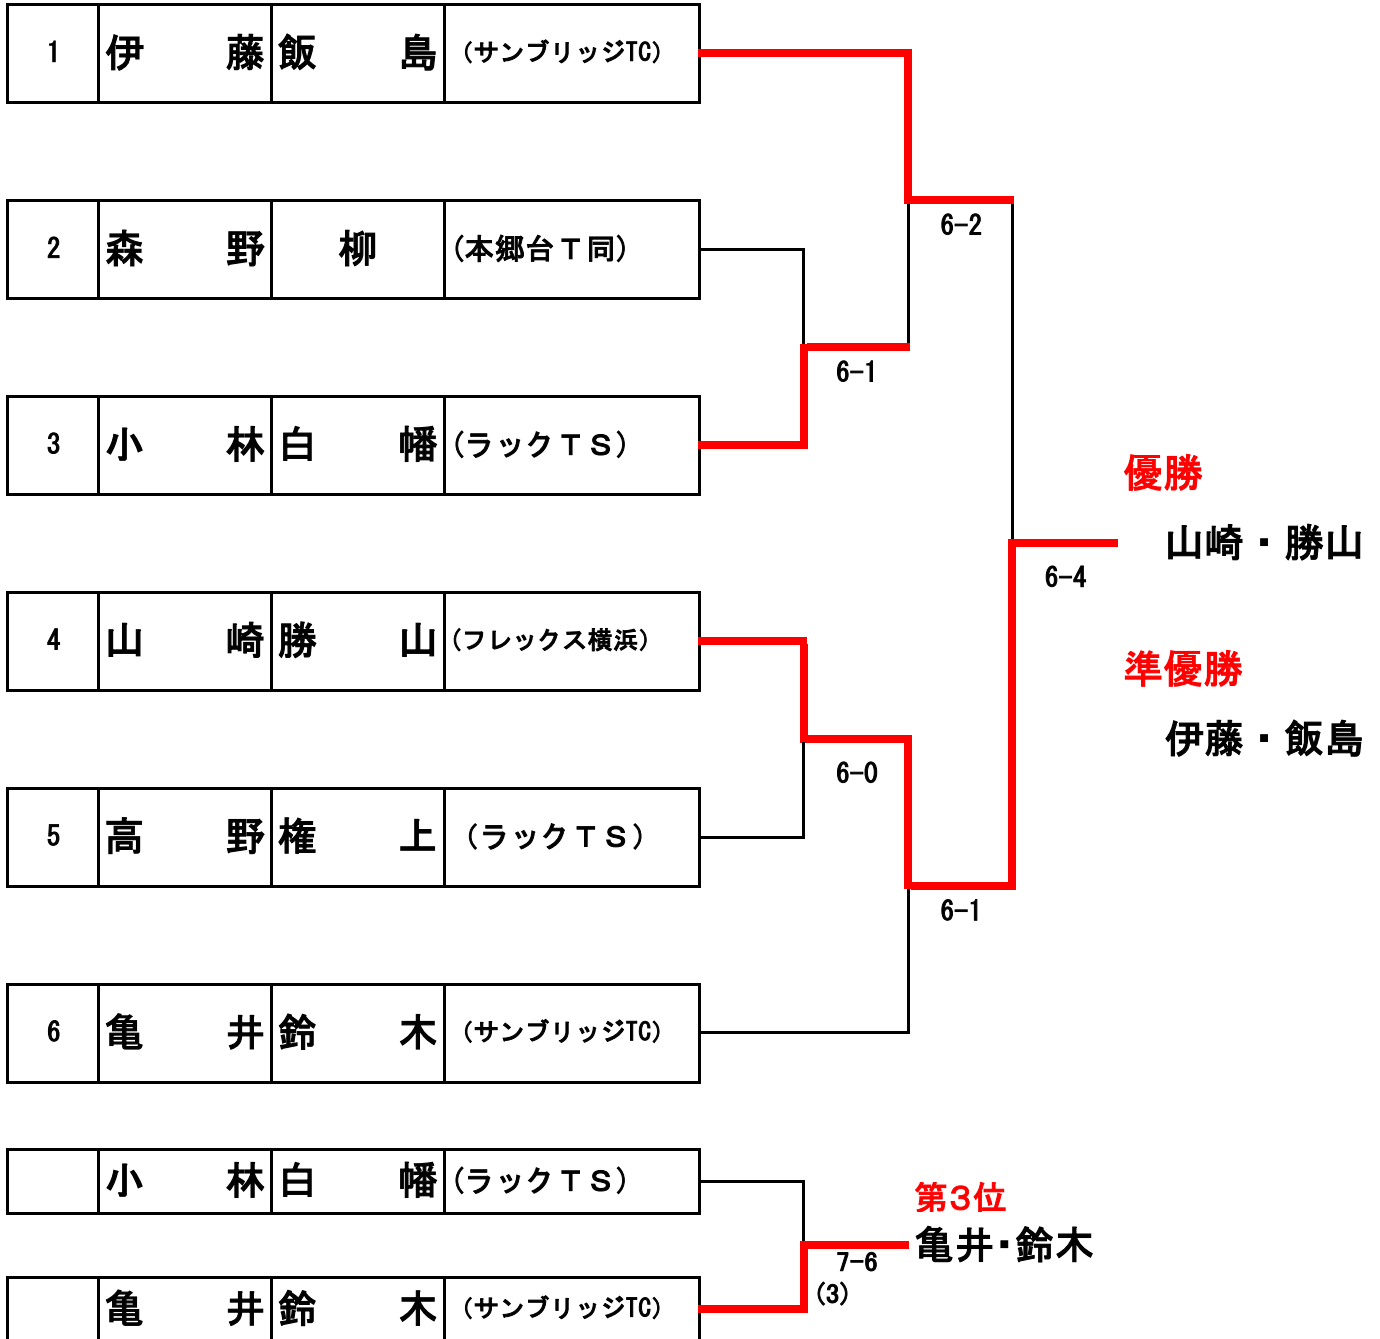 1 伊藤 飯島 (サンブリッジTC)
6-2
2 森野 柳 (本郷台T同)
6-1
3 小林 白幡 (ラックTS)
優勝
山崎・勝山
6-4
4 山崎 勝山 (フレックス横浜)
準優勝
伊藤・飯島
6-0
5 高野 権上 (ラックTS)
6-1
6 亀井 鈴木 (サンブリッジTC)
小林 白幡 (ラックTS)
第3位
亀井・鈴木
7-6
(3)
亀井 鈴木 (サンブリッジTC)